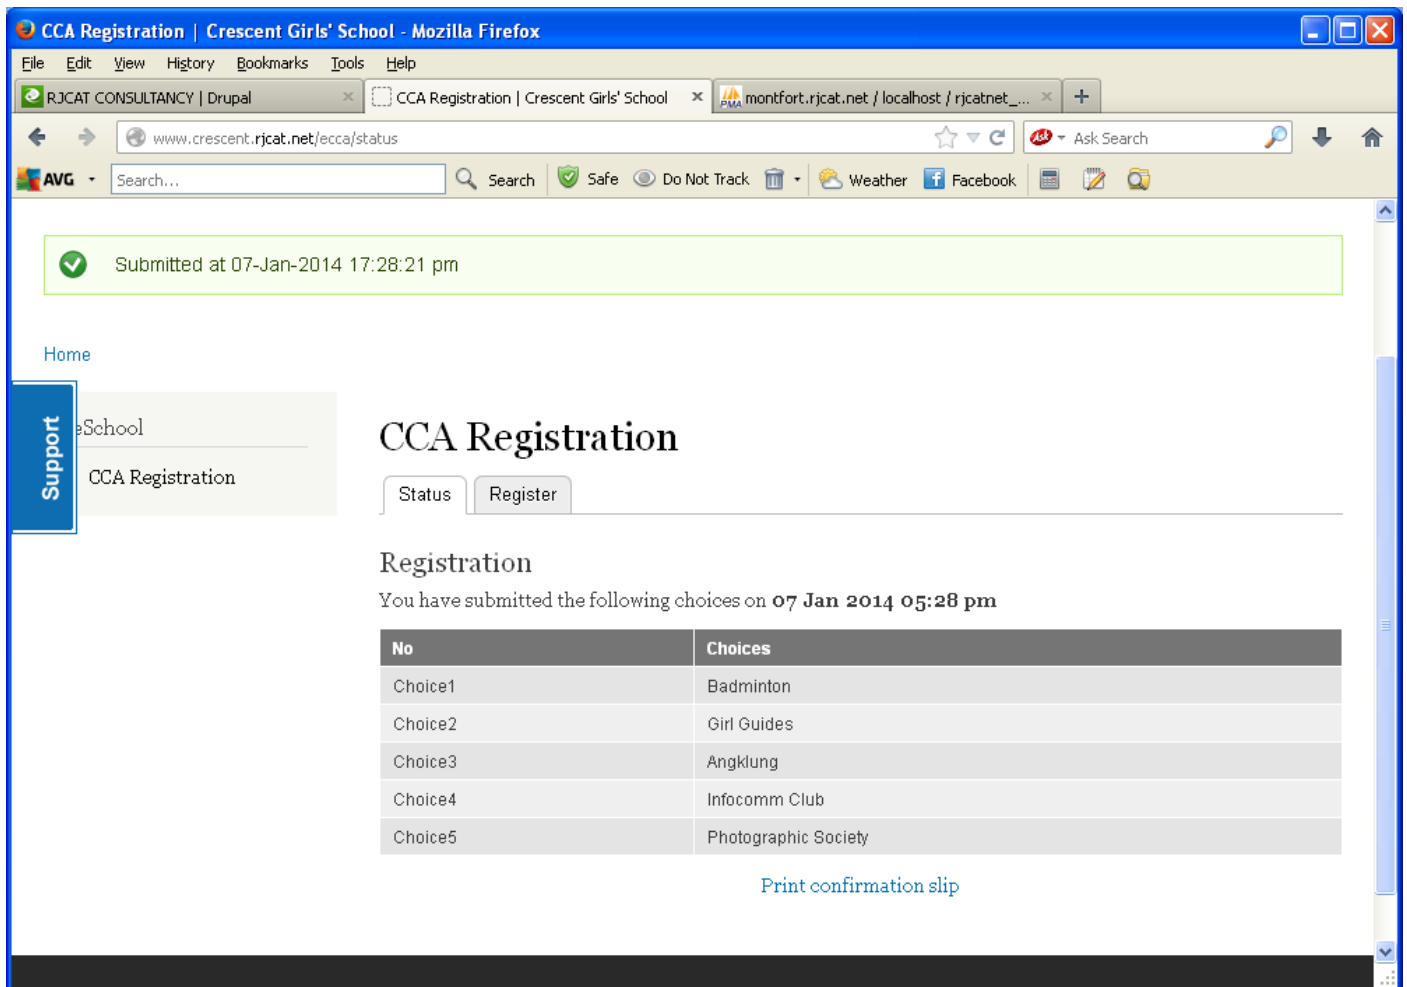 CCA Registration | Crescent Girls' School - Mozilla Firefox
File Edit View History Bookmarks Tools Help
RJCAT CONSULTANCY | Drupal
CCA Registration | Crescent Girls' School
PMA montfort.rjcat.net / localhost / rjcatnet_...
www.crescent.rjcat.net/ecca/status
Ask Ask Search
AVG Search... Search Safe Do Not Track Weather Facebook
Submitted at 07-Jan-2014 17:28:21 pm
Home
Support
eSchool
CCA Registration
CCA Registration
Status Register
Registration
You have submitted the following choices on 07 Jan 2014 05:28 pm
No Choices
Choice1 Badminton
Choice2 Girl Guides
Choice3 Angklung
Choice4 Infocomm Club
Choice5 Photographic Society
Print confirmation slip